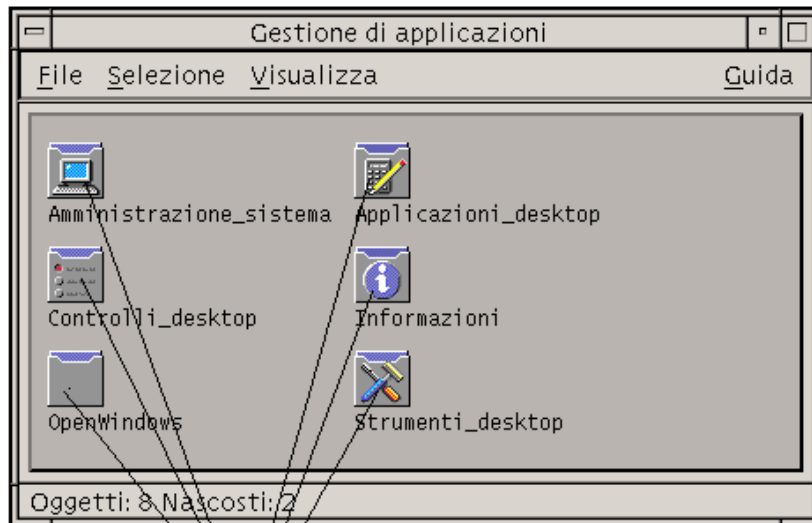 Gestione di applicazioni
File Selezione Visualizza Guida
Amministrazione_sistema Applicazioni_desktop
Controlli_desktop Informazioni
OpenWindows Strumenti_desktop
Oggetti: 8 Nascosti: 2